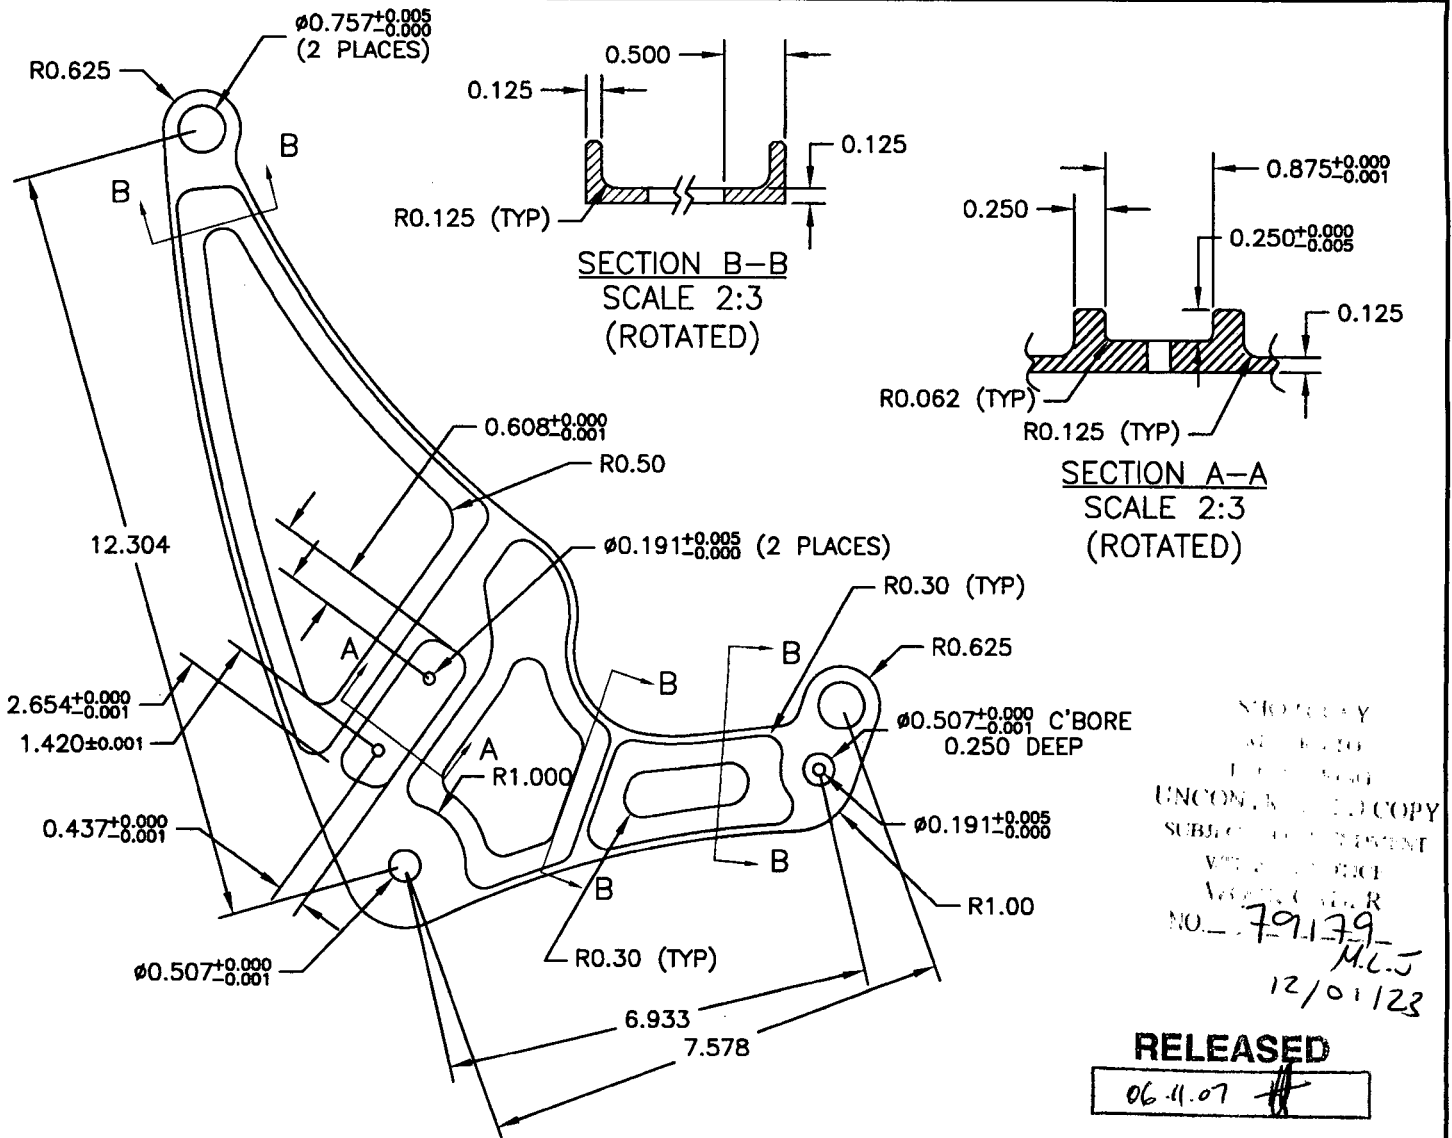 ø0.757+0.005
-0.000
(2 PLACES)
R0.625
B
B
0.500
0.125
0.125
R0.125 (TYP)
SECTION B-B
SCALE 2:3
(ROTATED)
0.875+0.000
-0.001
0.250
0.250+0.000
-0.005
0.125
R0.062 (TYP)
R0.125 (TYP)
SECTION A-A
SCALE 2:3
(ROTATED)
0.608+0.000
-0.001
R0.50
12.304
ø0.191+0.005
-0.000 (2 PLACES)
R0.30 (TYP)
R0.625
A
B
B
2.654+0.000
-0.001
1.420±0.001
A
R1.000
ø0.507+0.000
-0.001 C'BORE
0.250 DEEP
0.437+0.000
-0.001
ø0.191+0.005
-0.000
B
B
R1.00
R0.30 (TYP)
ø0.507+0.000
-0.001
6.933
7.578
COPY
NO. 79179
M.L.J
12/01/23
RELEASED
06.11.07